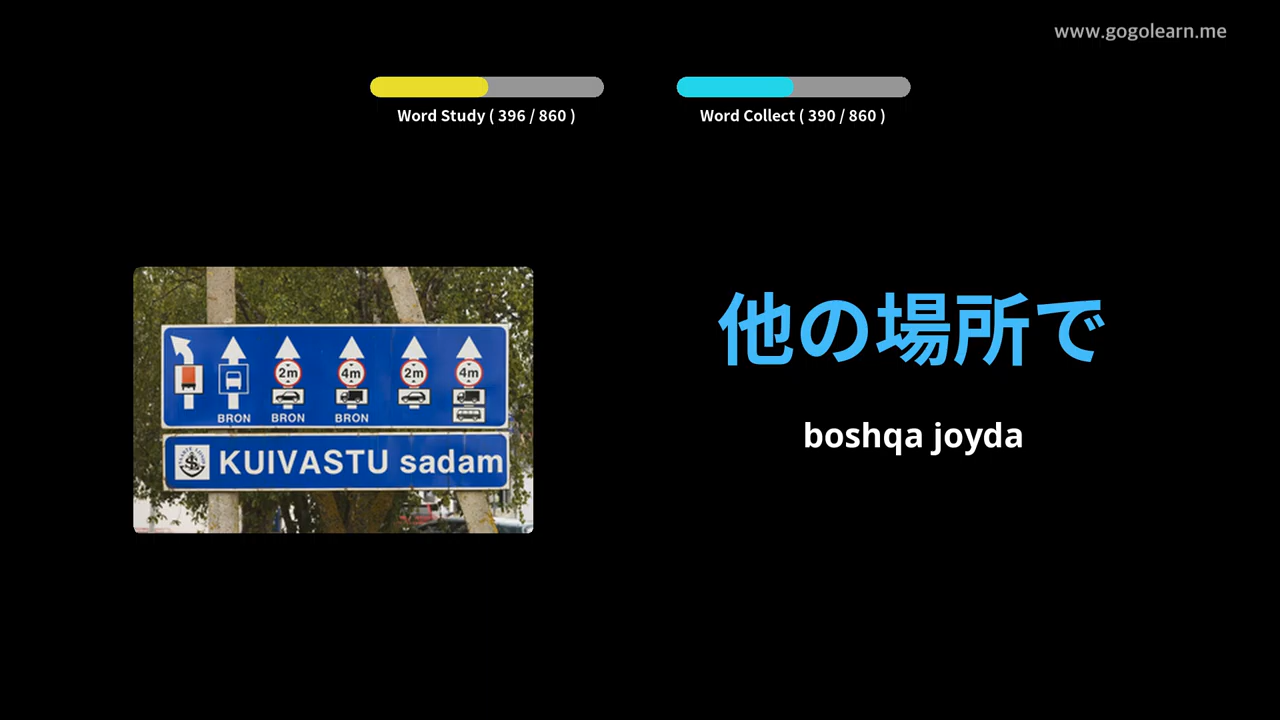 www.gogolearn.me
Word Study ( 396 / 860 )
Word Collect ( 390 / 860 )
2m
4m
2m
4m
BRON
BRON
BRON
KUIVASTU sadam
他の場所で
boshqa joyda